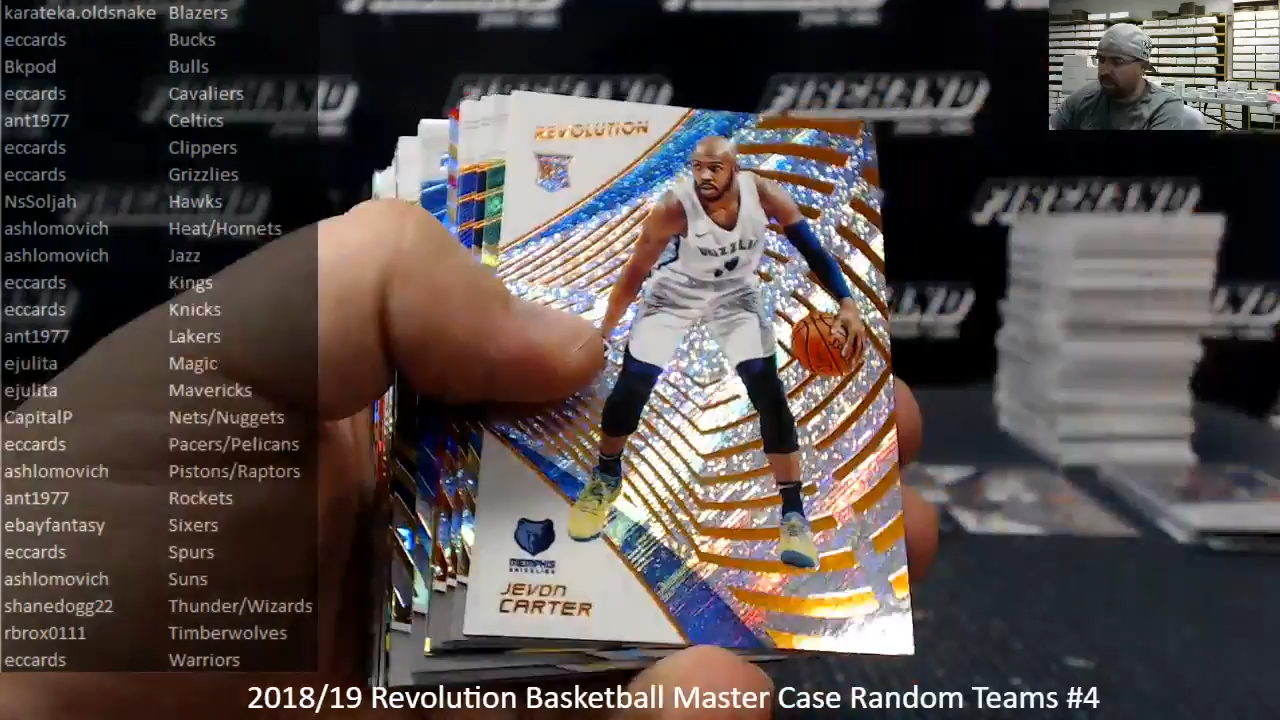 karateka.oldsnake Blazers
eccards Bucks
Bkpod Bulls
eccards Cavaliers
ant1977 Celtics
eccards Clippers
eccards Grizzlies
NsSoljah Hawks
ashlomovich Heat/Hornets
ashlomovich Jazz
eccards Kings
eccards Knicks
ant1977 Lakers
ejulita Magic
ejulita Mavericks
CapitalP Nets/Nuggets
eccards Pacers/Pelicans
ashlomovich Pistons/Raptors
ant1977 Rockets
ebayfantasy Sixers
eccards Spurs
ashlomovich Suns
shanedogg22 Thunder/Wizards
rbrox0111 Timberwolves
eccards Warriors
REVOLUTION
MEMPHIS
GRIZZLIES
JEVON
CARTER
2018/19 Revolution Basketball Master Case Random Teams #4